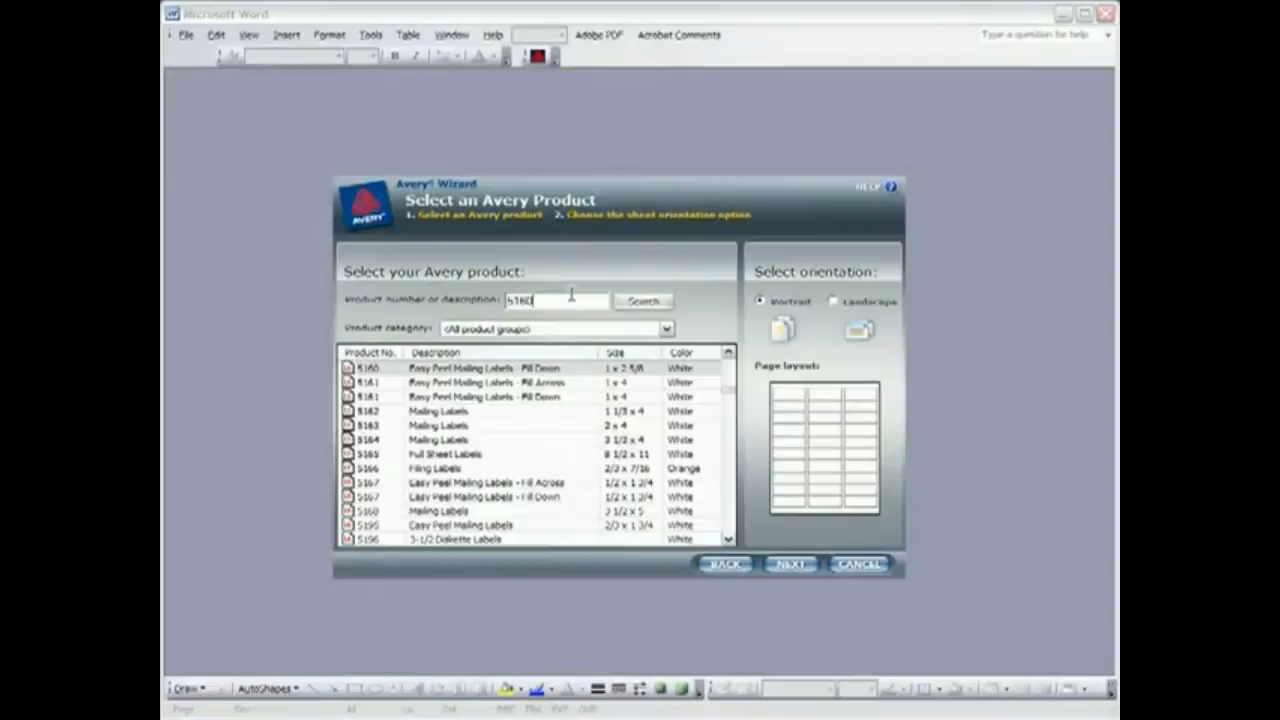 Microsoft Word
File Edit View Insert Format Tools Table Window Help Adobe PDF Acrobat Comments Type a question for help
Avery® Wizard
HELP ?
AVERY
Select an Avery Product
1. Select an Avery product 2. Choose the sheet orientation option
Select your Avery product: Select orientation:
Product number or description: 5160 Search Portrait Landscape
Product category: <All product groups>
Page layout:
Product No. Description Size Color
5160 Easy Peel Mailing Labels - Fill Down 1 x 2 5/8 White
5161 Easy Peel Mailing Labels - Fill Across 1 x 4 White
5161 Easy Peel Mailing Labels - Fill Down 1 x 4 White
5162 Mailing Labels 1 1/3 x 4 White
5163 Mailing Labels 2 x 4 White
5164 Mailing Labels 3 1/3 x 4 White
5165 Full Sheet Labels 8 1/2 x 11 White
5166 Filing Labels 2/3 x 7/16 Orange
5167 Easy Peel Mailing Labels - Fill Across 1/2 x 1 3/4 White
5167 Easy Peel Mailing Labels - Fill Down 1/2 x 1 3/4 White
Mailing Labels 3 1/2 x 5 White
5195 Easy Peel Mailing Labels 2/3 x 1 3/4 White
5196 3-1/2 Diskette Labels White
BACK NEXT CANCEL
Draw AutoShapes